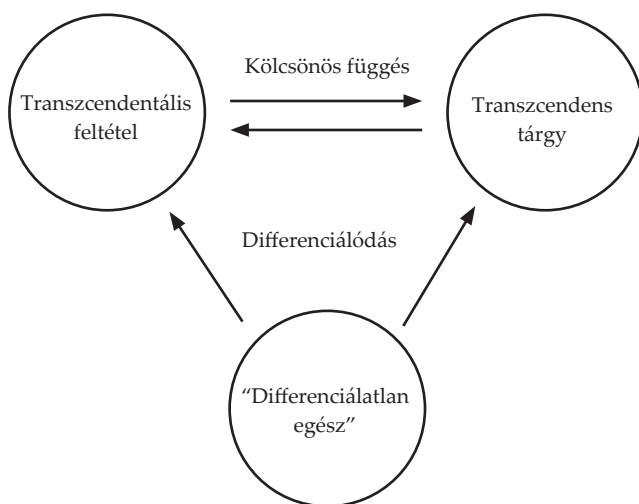 Kölcsönös függés
Transzcendentális
feltétel
Transzcendens
tárgy
Differenciálódás
“Differenciálatlan
egész”